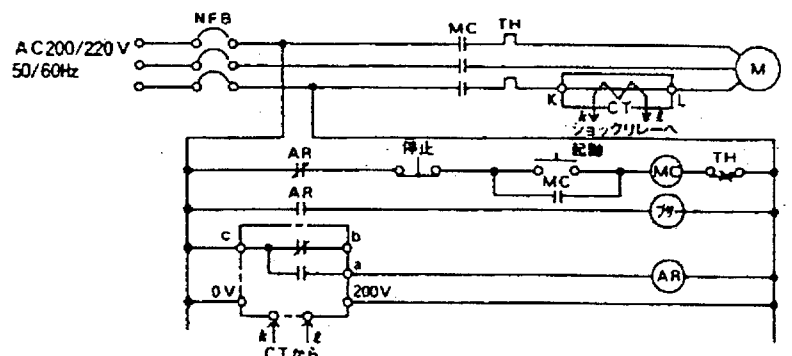 NFB
MC TH
AC200/220V
50/60Hz
M
K CT L
k l
ショックリレーへ
AR 停止 起動 TH
MC MC
AR
ブザー
c b
a
AR
0V 200V
k l
CTから